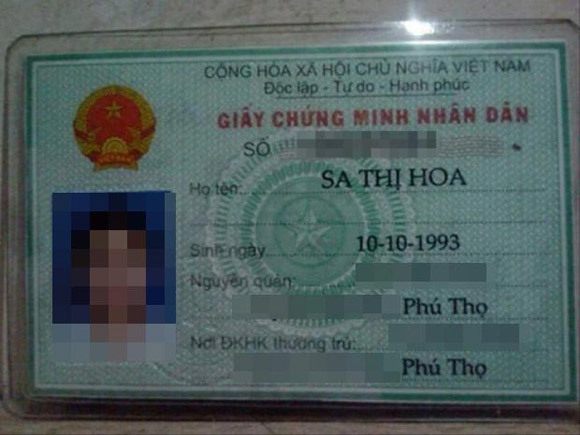 CỘNG HÒA XÃ HỘI CHỦ NGHĨA VIỆT NAM
Độc lập - Tự do - Hạnh phúc
GIẤY CHỨNG MINH NHÂN DÂN
SỐ
Họ tên: SA THỊ HOA
Sinh ngày 10-10-1993
Nguyên quán:
Phú Thọ
Nơi ĐKHK thường trú:
Phú Thọ
VIỆT NAM